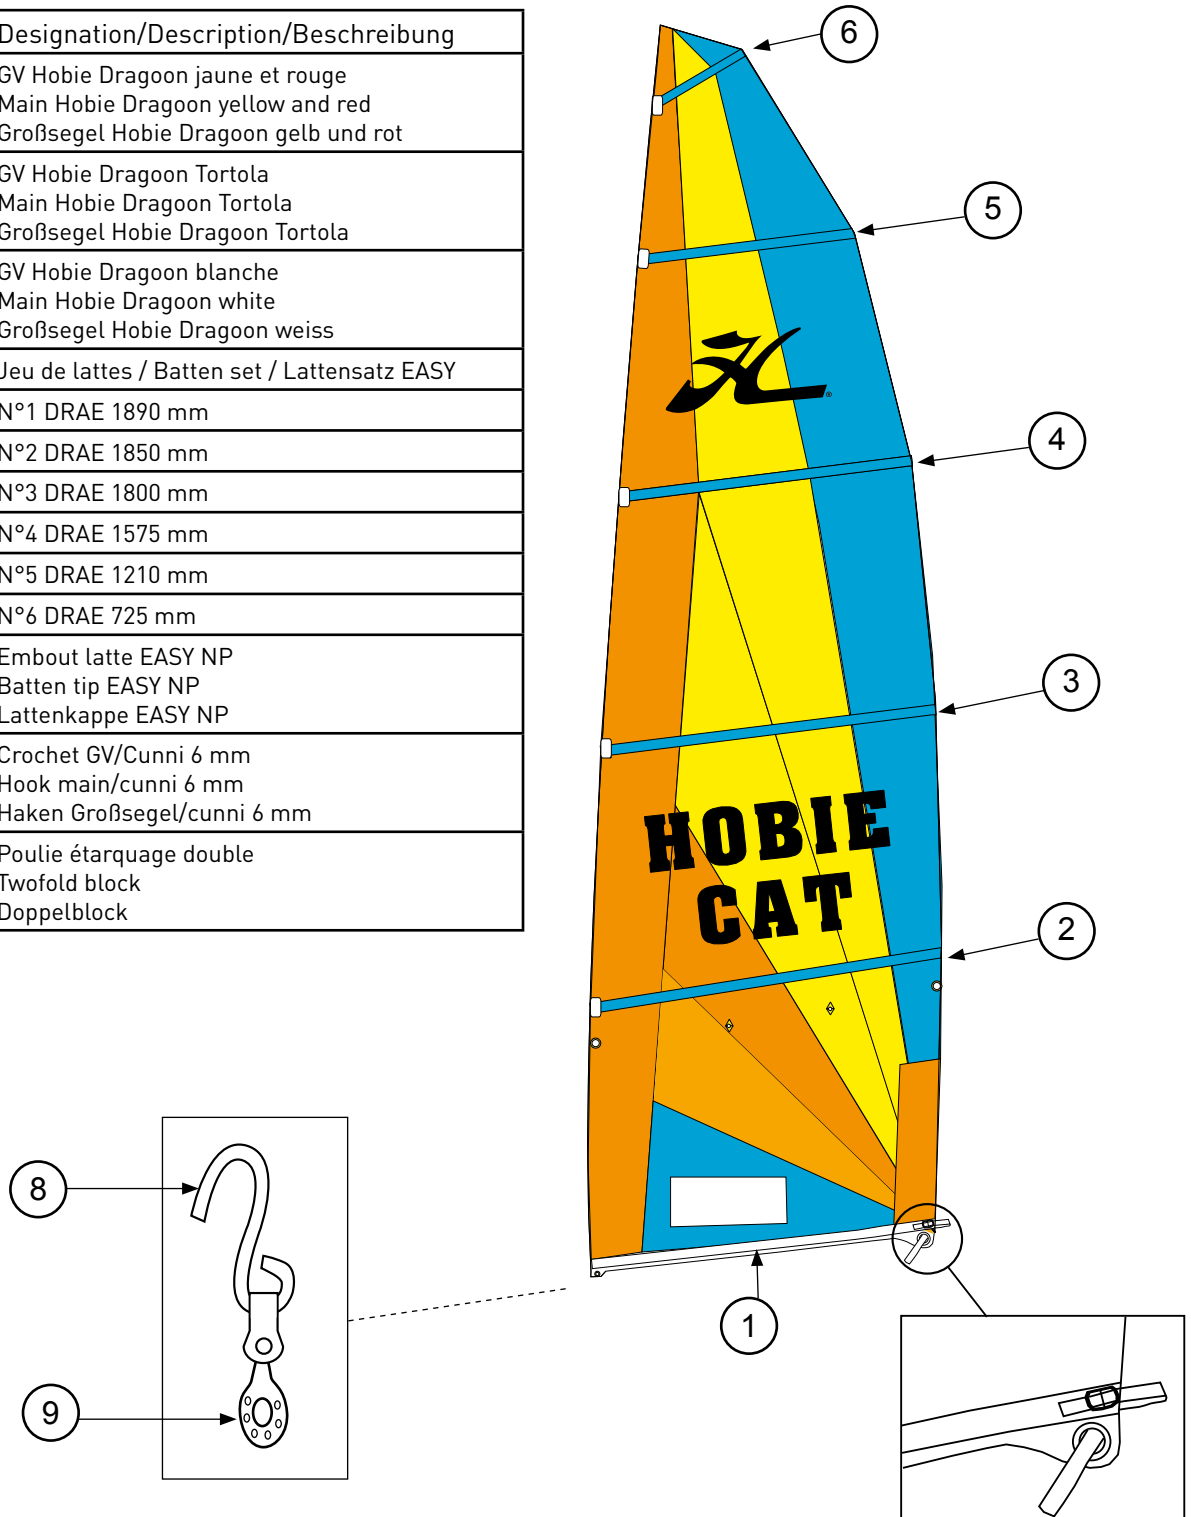 Designation/Description/Beschreibung
GV Hobie Dragoon jaune et rouge
Main Hobie Dragoon yellow and red
Großsegel Hobie Dragoon gelb und rot
GV Hobie Dragoon Tortola
Main Hobie Dragoon Tortola
Großsegel Hobie Dragoon Tortola
GV Hobie Dragoon blanche
Main Hobie Dragoon white
Großsegel Hobie Dragoon weiss
Jeu de lattes / Batten set / Lattensatz EASY
N°1 DRAE 1890 mm
N°2 DRAE 1850 mm
N°3 DRAE 1800 mm
N°4 DRAE 1575 mm
N°5 DRAE 1210 mm
N°6 DRAE 725 mm
Embout latte EASY NP
Batten tip EASY NP
Lattenkappe EASY NP
Crochet GV/Cunni 6 mm
Hook main/cunni 6 mm
Haken Großsegel/cunni 6 mm
Poulie étarquage double
Twofold block
Doppelblock
6
5
4
3
HOBIE
CAT
2
1
8
9
®